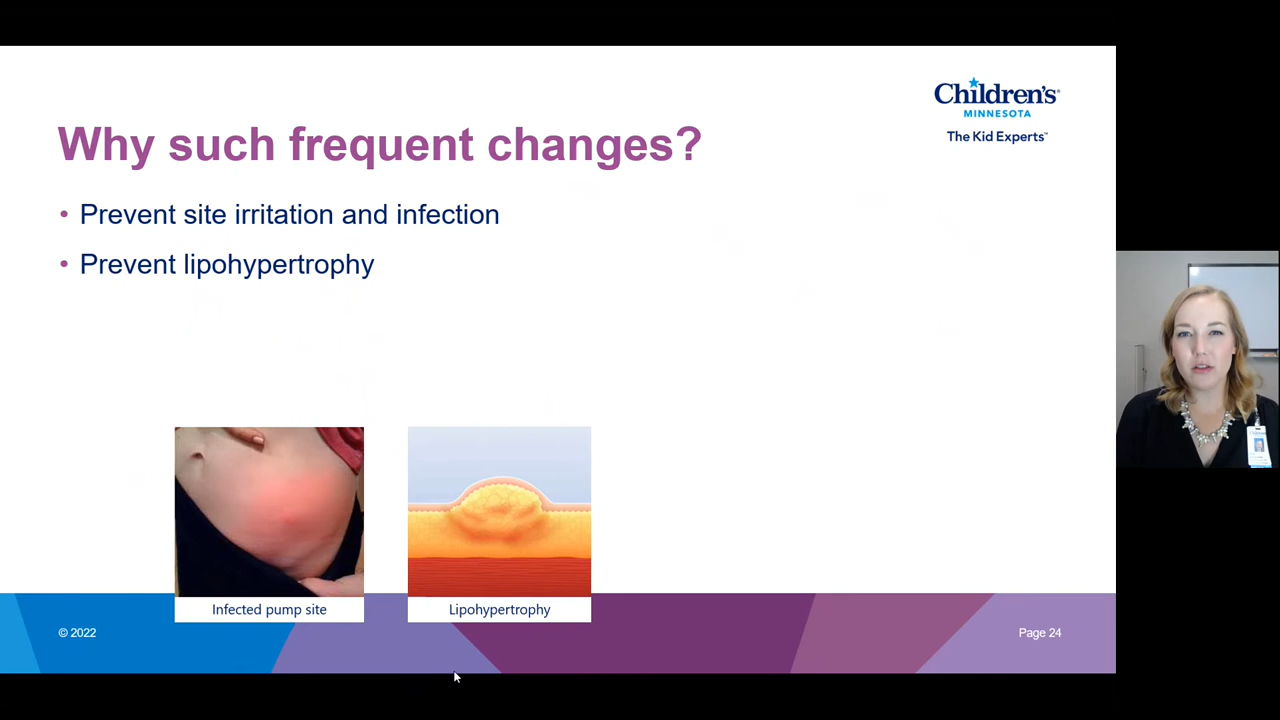 Children's
MINNESOTA
The Kid Experts™
Why such frequent changes?
• Prevent site irritation and infection
• Prevent lipohypertrophy
Infected pump site
Lipohypertrophy
© 2022
Page 24